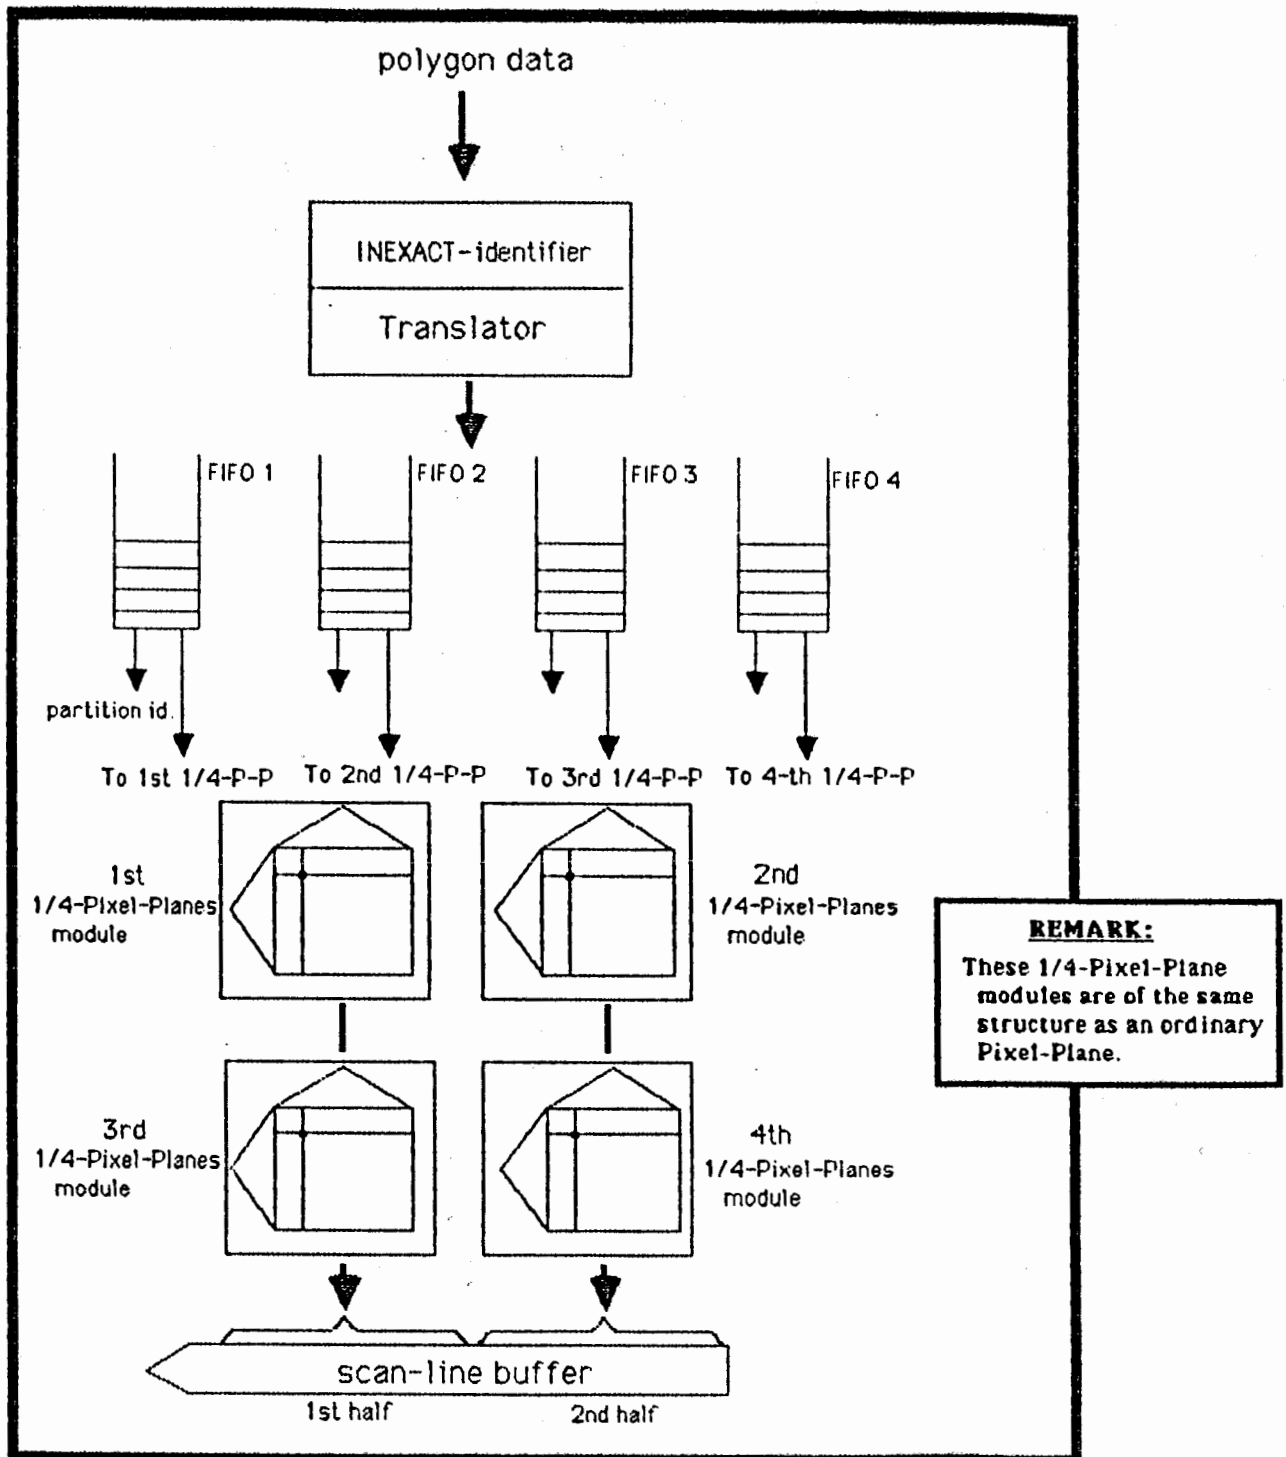 polygon data
INEXACT-identifier
Translator
FIFO 1
FIFO 2
FIFO 3
FIFO 4
partition id.
To 1st 1/4-P-P
To 2nd 1/4-P-P
To 3rd 1/4-P-P
To 4-th 1/4-P-P
1st
1/4-Pixel-Planes
module
2nd
1/4-Pixel-Planes
module
REMARK:
These 1/4-Pixel-Plane
modules are of the same
structure as an ordinary
Pixel-Plane.
3rd
1/4-Pixel-Planes
module
4th
1/4-Pixel-Planes
module
scan-line buffer
1st half
2nd half